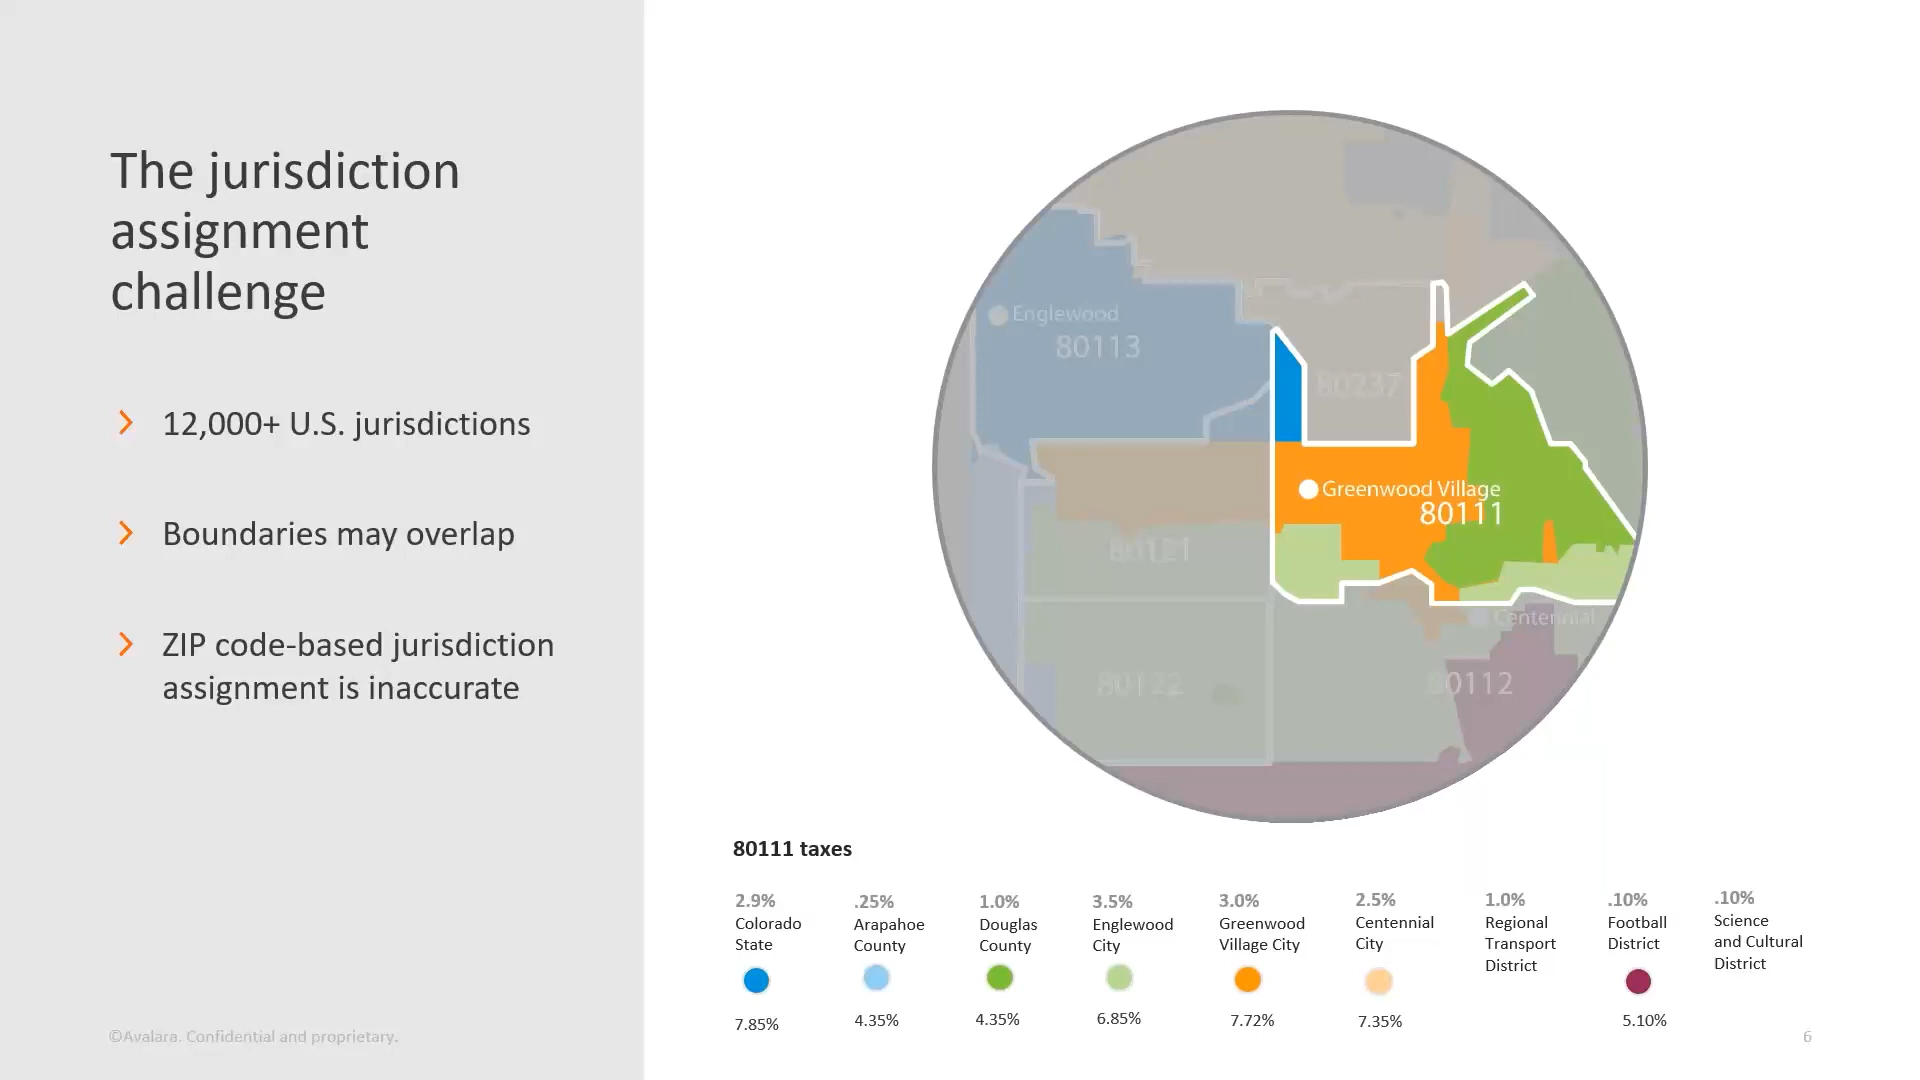 The jurisdiction
assignment
challenge
12,000+ U.S. jurisdictions
Boundaries may overlap
ZIP code-based jurisdiction
assignment is inaccurate
©Avalara. Confidential and proprietary.
Englewood
80113
80237
Greenwood Village
80111
80121
Centennial
80122
80112
80111 taxes
2.9%
Colorado
State
7.85%
.25%
Arapahoe
County
4.35%
1.0%
Douglas
County
4.35%
3.5%
Englewood
City
6.85%
3.0%
Greenwood
Village City
7.72%
2.5%
Centennial
City
7.35%
1.0%
Regional
Transport
District
.10%
Football
District
5.10%
.10%
Science
and Cultural
District
6